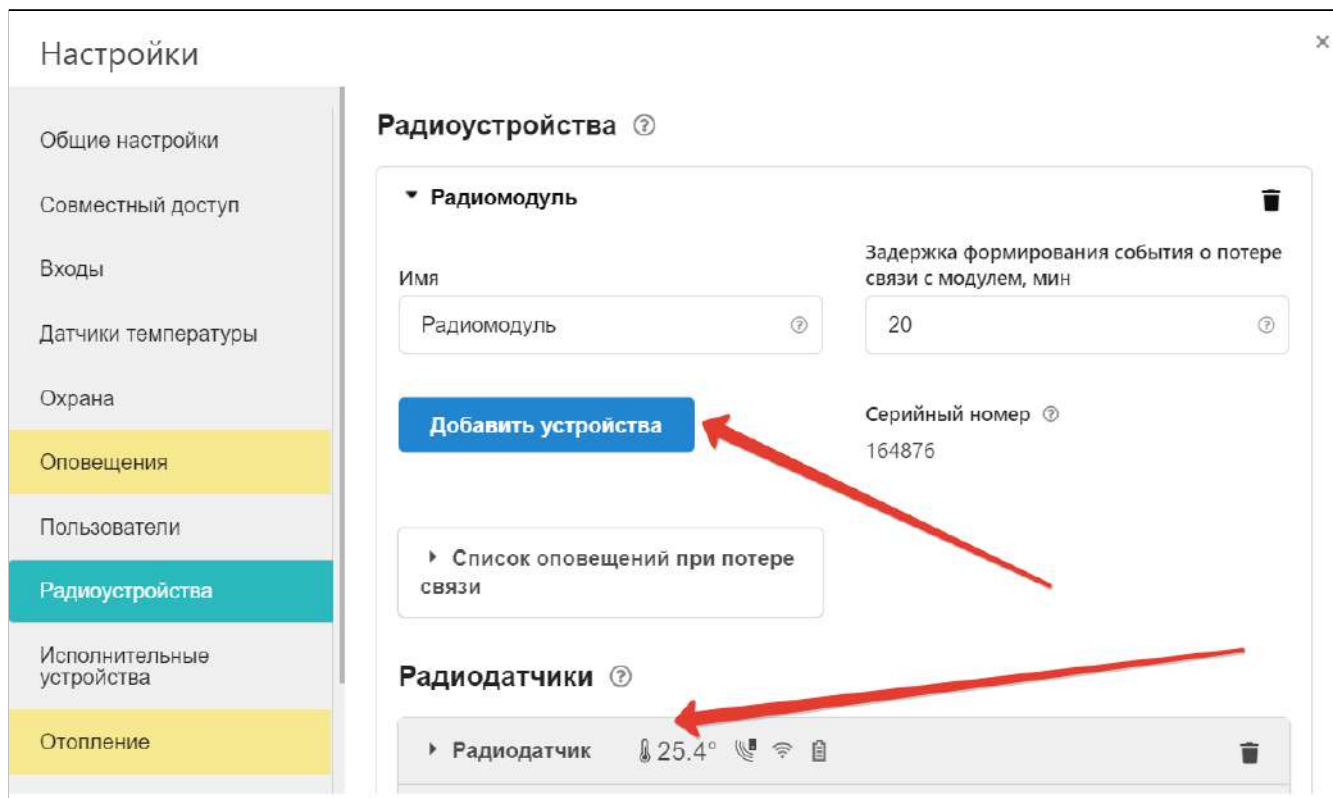 Настройки
Общие настройки
Совместный доступ
Входы
Датчики температуры
Охрана
Оповещения
Пользователи
Радиоустройства
Исполнительные
устройства
Отопление
Радиоустройства
Радиомодуль
Имя
Радиомодуль
Задержка формирования события о потере
связи с модулем, мин
20
Добавить устройства
Серийный номер
164876
Список оповещений при потере
связи
Радиодатчики
Радиодатчик 25.4°